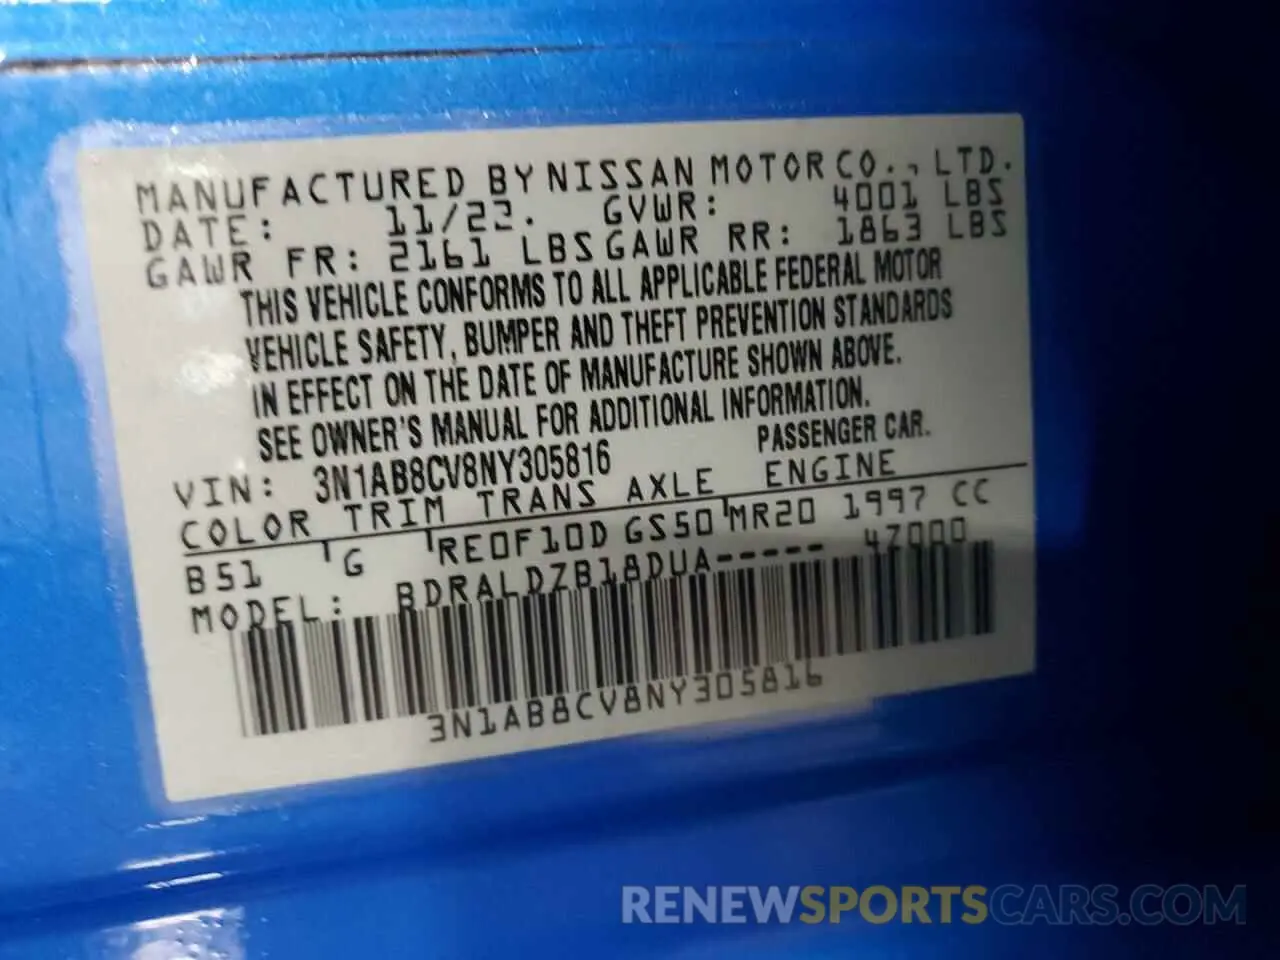 MANUFACTURED BY NISSAN MOTOR CO., LTD.
DATE: 11/22. GVWR: 4001 LBS
GAWR FR: 2161 LBS GAWR RR: 1863 LBS
THIS VEHICLE CONFORMS TO ALL APPLICABLE FEDERAL MOTOR
VEHICLE SAFETY, BUMPER AND THEFT PREVENTION STANDARDS
IN EFFECT ON THE DATE OF MANUFACTURE SHOWN ABOVE.
SEE OWNER'S MANUAL FOR ADDITIONAL INFORMATION.
VIN: 3N1AB8CV8NY305816 PASSENGER CAR.
COLOR TRIM TRANS AXLE ENGINE
B51 G RE0F10D GS50 MR20 1997 CC
MODEL: BDRALDZB18DUA----- 47000
3N1AB8CV8NY305816
RENEWSPORTSCARS.COM